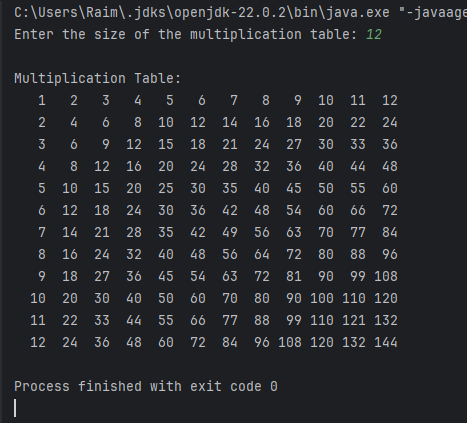 C:\Users\Raim\.jdks\openjdk-22.0.2\bin\java.exe "-javaage
Enter the size of the multiplication table: 12
Multiplication Table:
1 2 3 4 5 6 7 8 9 10 11 12
2 4 6 8 10 12 14 16 18 20 22 24
3 6 9 12 15 18 21 24 27 30 33 36
4 8 12 16 20 24 28 32 36 40 44 48
5 10 15 20 25 30 35 40 45 50 55 60
6 12 18 24 30 36 42 48 54 60 66 72
7 14 21 28 35 42 49 56 63 70 77 84
8 16 24 32 40 48 56 64 72 80 88 96
9 18 27 36 45 54 63 72 81 90 99 108
10 20 30 40 50 60 70 80 90 100 110 120
11 22 33 44 55 66 77 88 99 110 121 132
12 24 36 48 60 72 84 96 108 120 132 144
Process finished with exit code 0